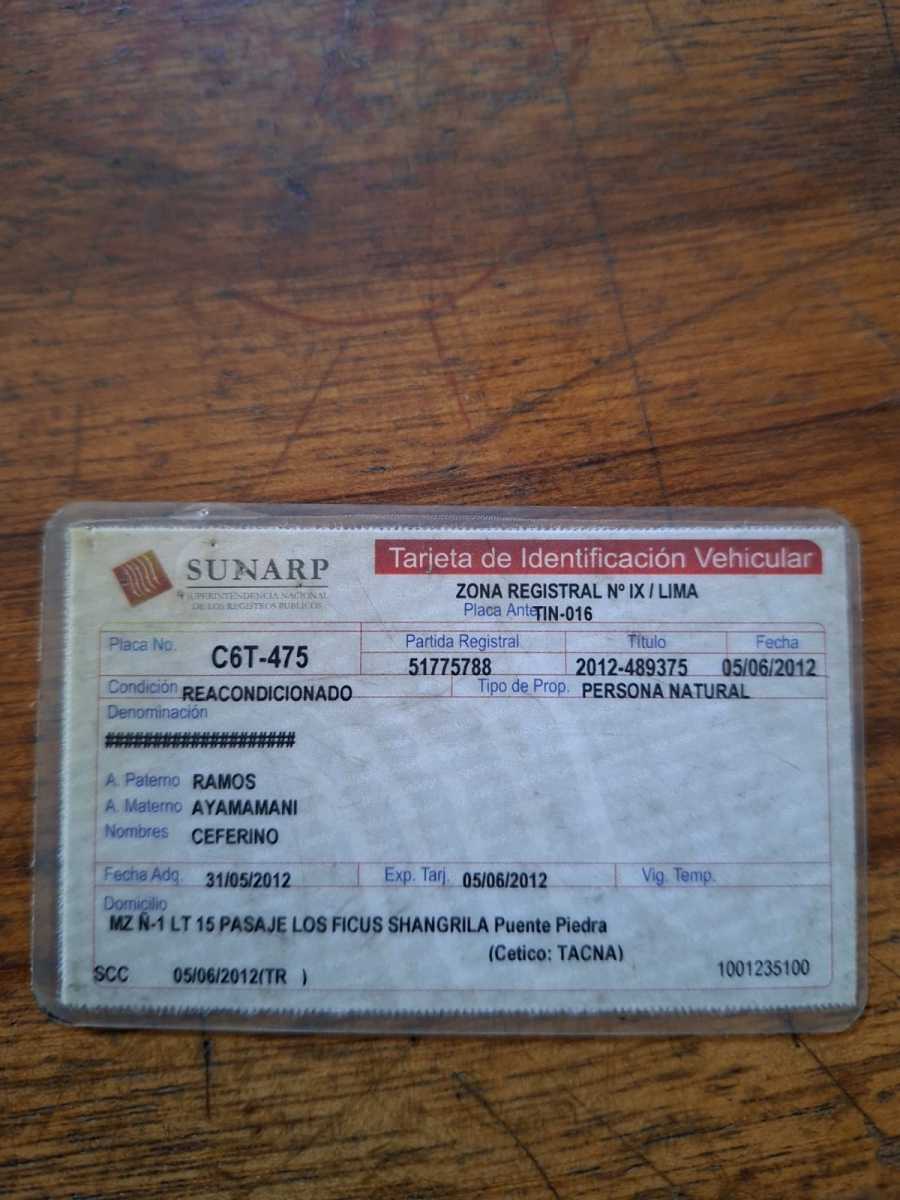 SUNARP
SUPERINTENDENCIA NACIONAL
DE LOS REGISTROS PUBLICOS
Tarjeta de Identificación Vehicular
ZONA REGISTRAL Nº IX / LIMA
Placa Ante TIN-016
Placa No. C6T-475
Partida Registral
51775788
Título
2012-489375
Fecha
05/06/2012
Condición REACONDICIONADO
Tipo de Prop. PERSONA NATURAL
Denominación
####################
A. Paterno RAMOS
A. Materno AYAMAMANI
Nombres CEFERINO
Fecha Adq. 31/05/2012
Exp. Tarj. 05/06/2012
Vig. Temp.
Domicilio
MZ Ñ-1 LT 15 PASAJE LOS FICUS SHANGRILA Puente Piedra
(Cetico: TACNA)
SCC 05/06/2012(TR )
1001235100